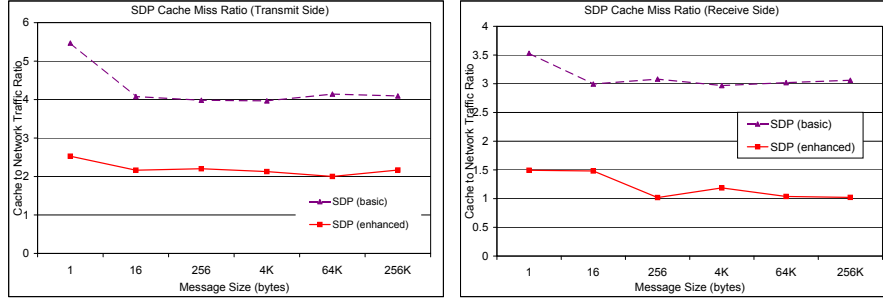 SDP Cache Miss Ratio (Transmit Side)
Cache to Network Traffic Ratio
6
5
4
3
2
1
0
SDP (basic)
SDP (enhanced)
1 16 256 4K 64K 256K
Message Size (bytes)
SDP Cache Miss Ratio (Receive Side)
Cache to Network Traffic Ratio
4
3.5
3
2.5
2
1.5
1
0.5
0
SDP (basic)
SDP (enhanced)
1 16 256 4K 64K 256K
Message Size (bytes)